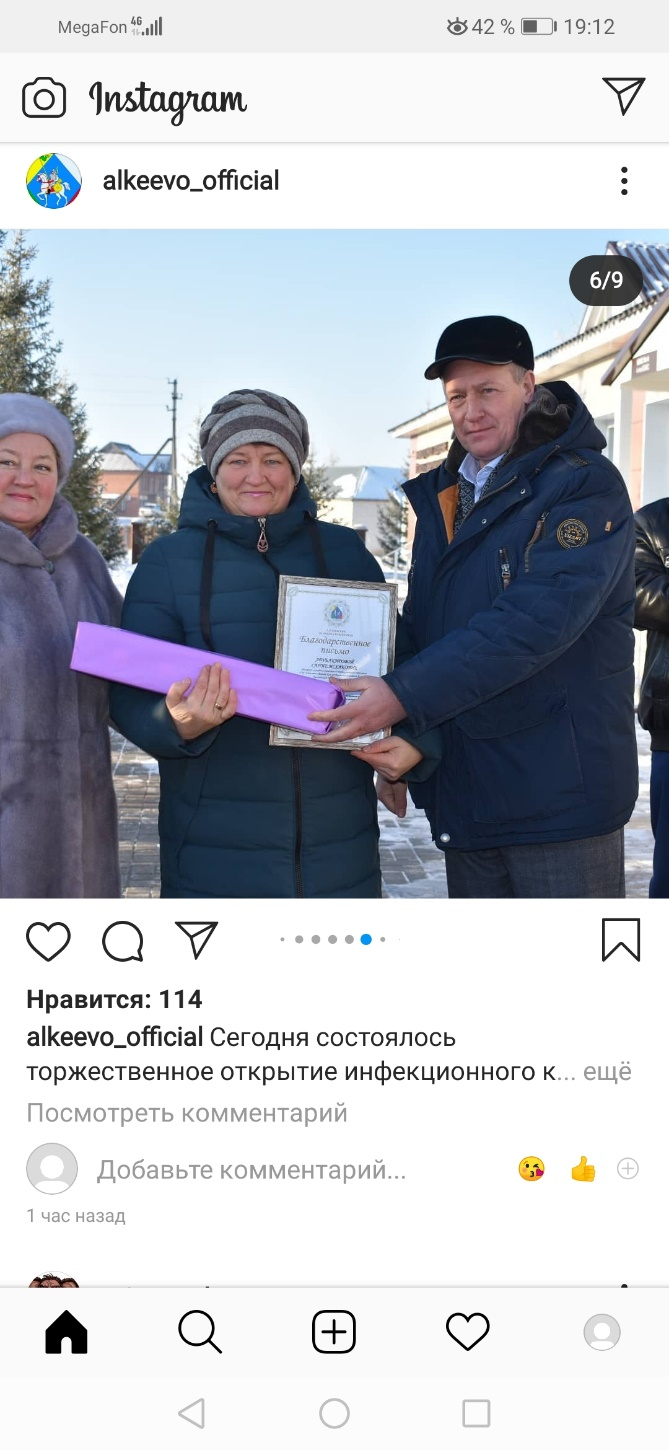 MegaFon 4G 42 % 19:12
Instagram
alkeevo_official
6/9
Благодарственное
письмо
Нравится: 114
alkeevo_official Сегодня состоялось
торжественное открытие инфекционного к... ещё
Посмотреть комментарий
Добавьте комментарий...
1 час назад